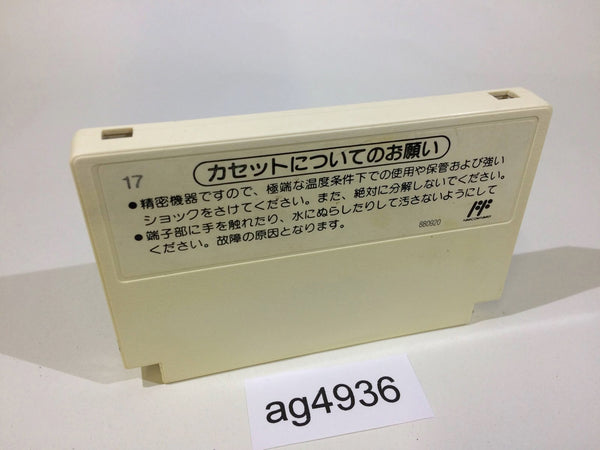 17
カセットについてのお願い
●精密機器ですので、極端な温度条件下での使用や保管および強い
ショックをさけてください。また、絶対に分解しないでください。
●端子部に手を触れたり、水にぬらしたりして汚さないようにして
ください。故障の原因となります。
880920
ag4936